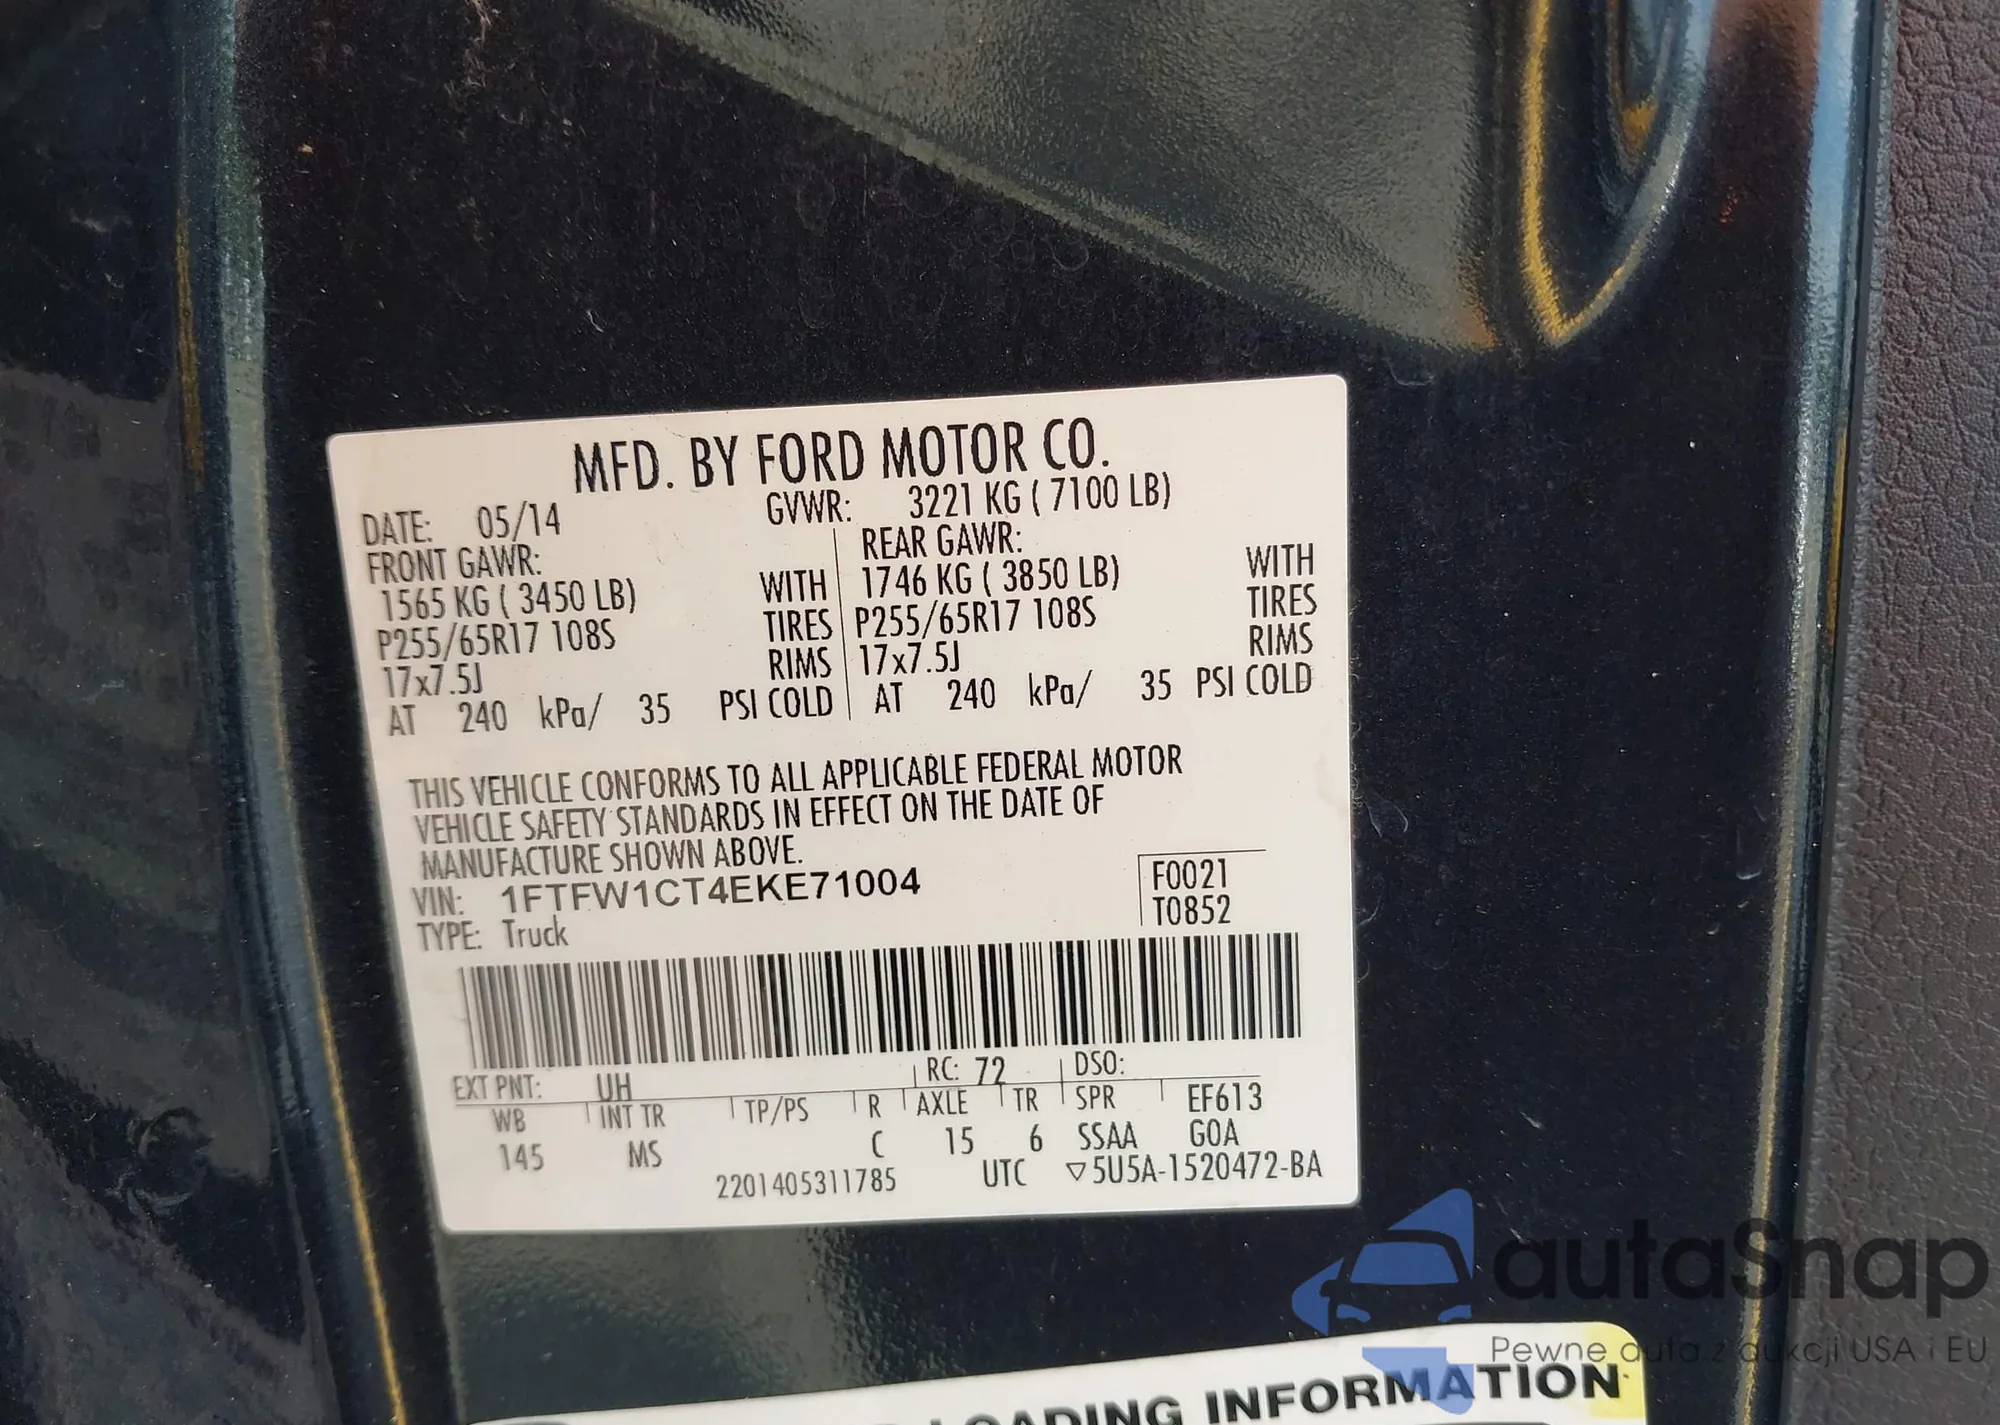 MFD. BY FORD MOTOR CO.
DATE: 05/14 GVWR: 3221 KG ( 7100 LB)
FRONT GAWR: REAR GAWR:
1565 KG ( 3450 LB) WITH 1746 KG ( 3850 LB) WITH
P255/65R17 108S TIRES P255/65R17 108S TIRES
17x7.5J RIMS 17x7.5J RIMS
AT 240 kPa/ 35 PSI COLD AT 240 kPa/ 35 PSI COLD
THIS VEHICLE CONFORMS TO ALL APPLICABLE FEDERAL MOTOR
VEHICLE SAFETY STANDARDS IN EFFECT ON THE DATE OF
MANUFACTURE SHOWN ABOVE.
VIN: 1FTFW1CT4EKE71004 F0021
TYPE: Truck T0852
EXT PNT: UH RC: 72 DSO:
WB INT TR TP/PS R AXLE TR SPR EF613
145 MS C 15 6 SSAA GOA
2201405311785 UTC ▽5U5A-1520472-BA
autaSnap
Pewne auta z aukcji USA i EU
LOADING INFORMATION